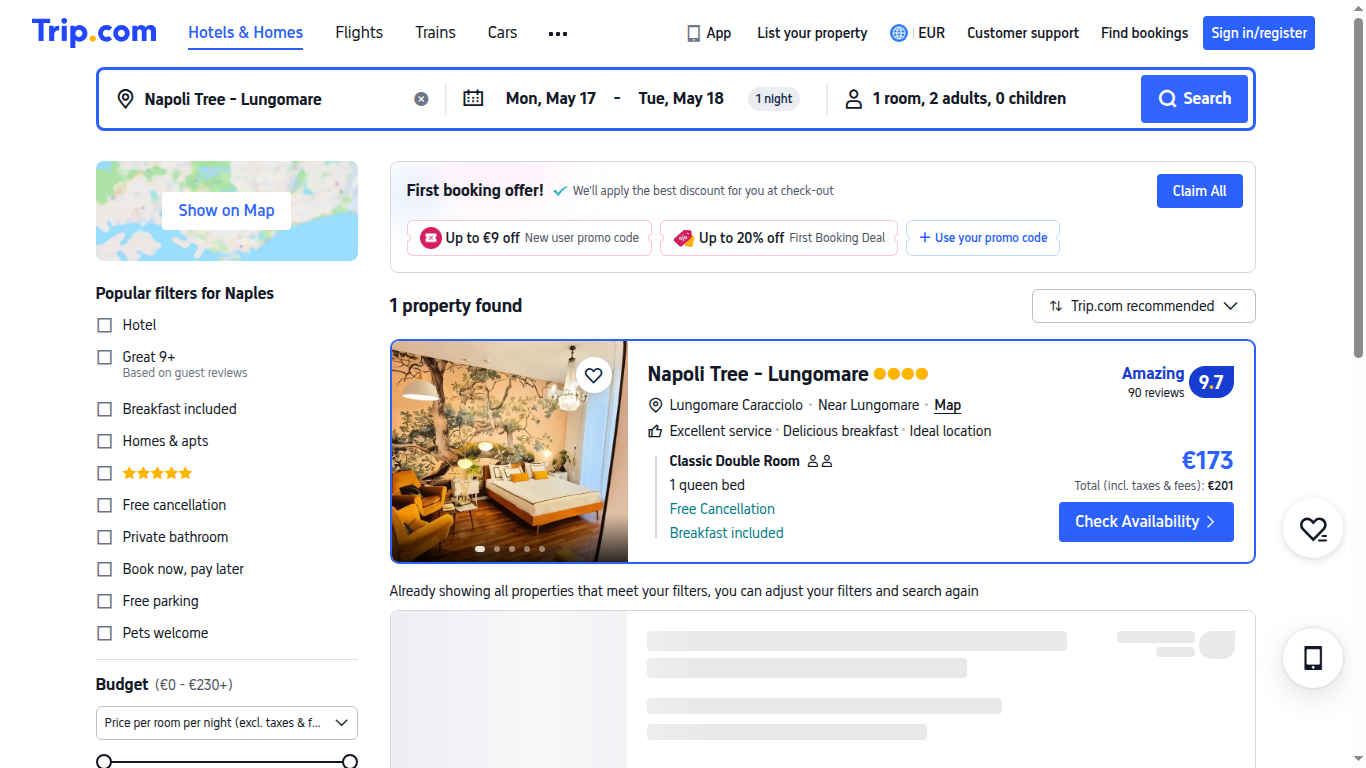 Trip.com
Hotels & Homes
Flights
Trains
Cars
App
List your property
EUR
Customer support
Find bookings
Sign in/register
Napoli Tree - Lungomare
Mon, May 17 - Tue, May 18
1 night
1 room, 2 adults, 0 children
Search
Show on Map
First booking offer!
We'll apply the best discount for you at check-out
Claim All
Up to €9 off New user promo code
Up to 20% off First Booking Deal
+ Use your promo code
Popular filters for Naples
Hotel
Great 9+
Based on guest reviews
Breakfast included
Homes & apts
Free cancellation
Private bathroom
Book now, pay later
Free parking
Pets welcome
Budget (€0 - €230+)
Price per room per night (excl. taxes & f...
1 property found
Trip.com recommended
Napoli Tree - Lungomare
Amazing
90 reviews
9.7
Lungomare Caracciolo · Near Lungomare · Map
Excellent service · Delicious breakfast · Ideal location
Classic Double Room
1 queen bed
Free Cancellation
Breakfast included
€173
Total (incl. taxes & fees): €201
Check Availability
Already showing all properties that meet your filters, you can adjust your filters and search again